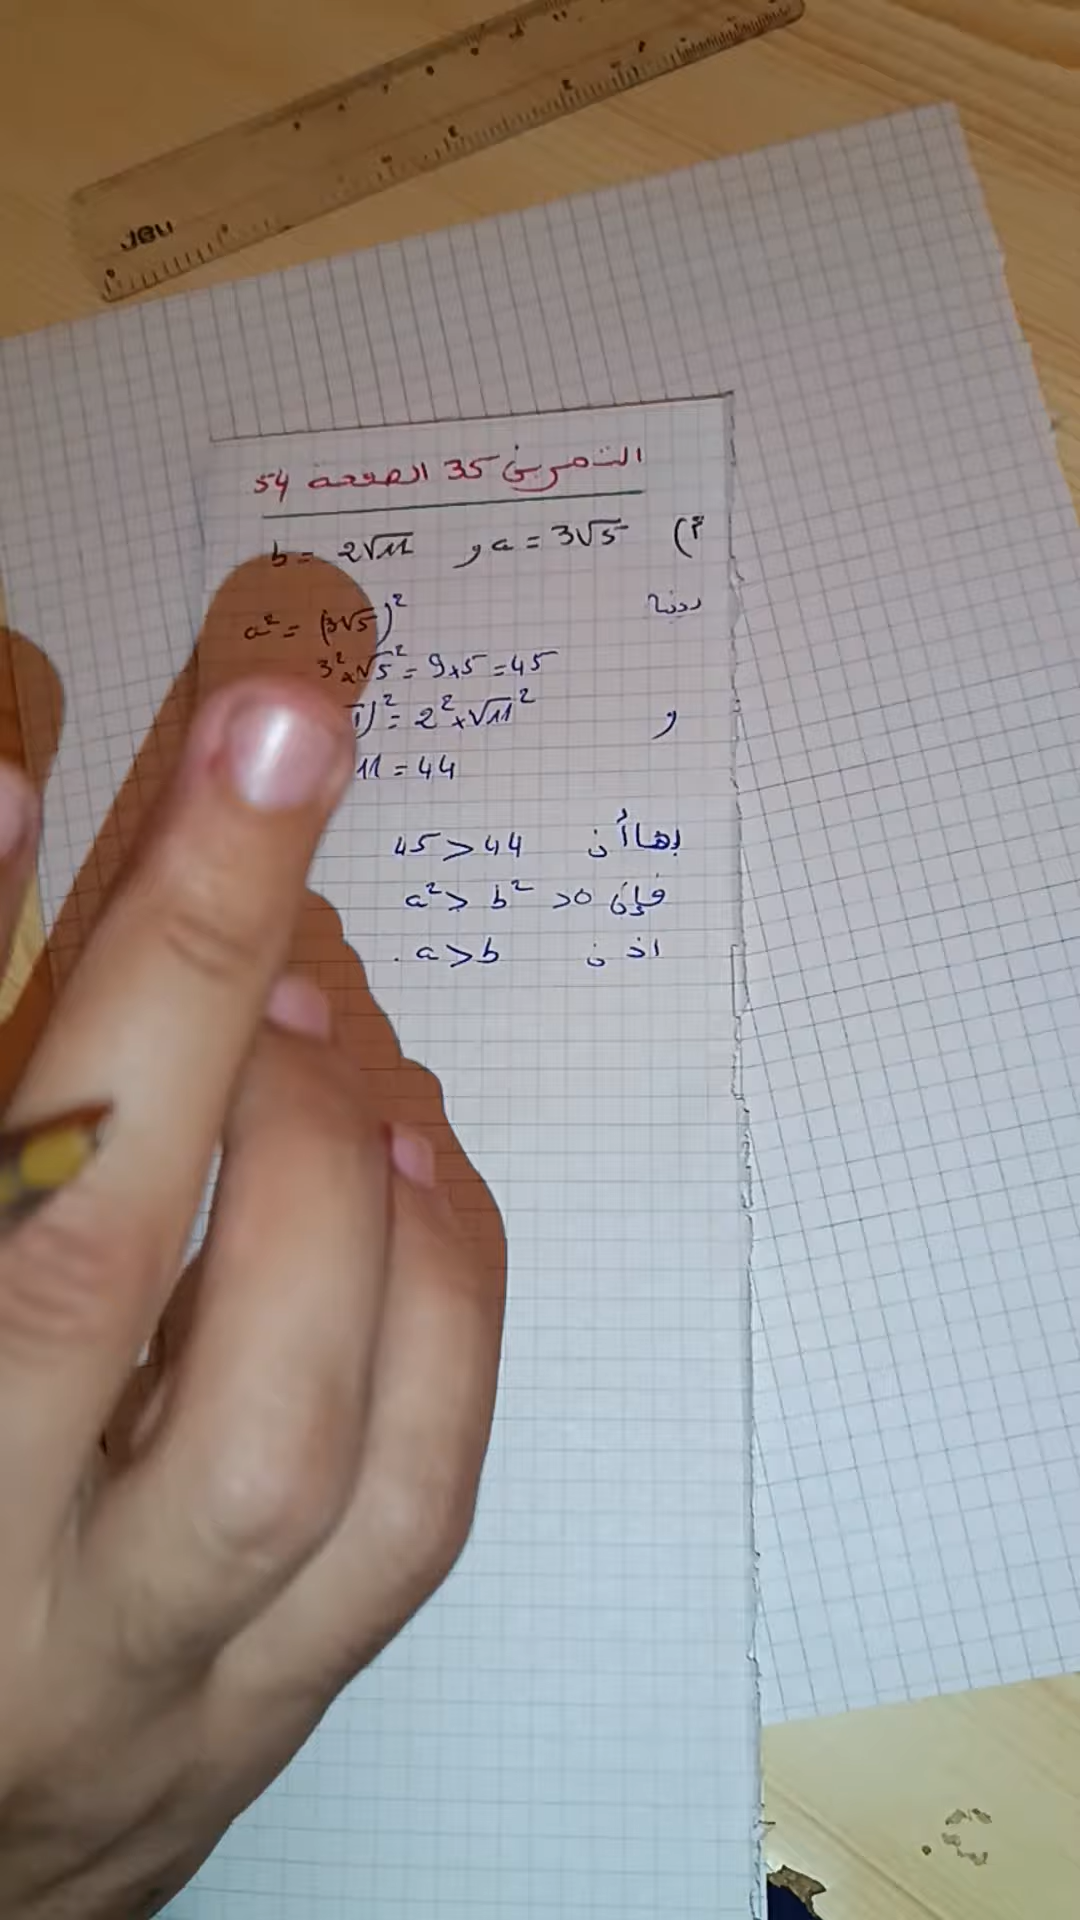 JBU
التمرين 35 الصفحة 54
أ) a = 3√5 و b = 2√11
لدينا
a² = (3√5)²
3² × √5² = 9×5 = 45
و )² = 2² × √11²
11 = 44
بما أن 45 > 44
فإن a² > b² > 0
اذن a > b .